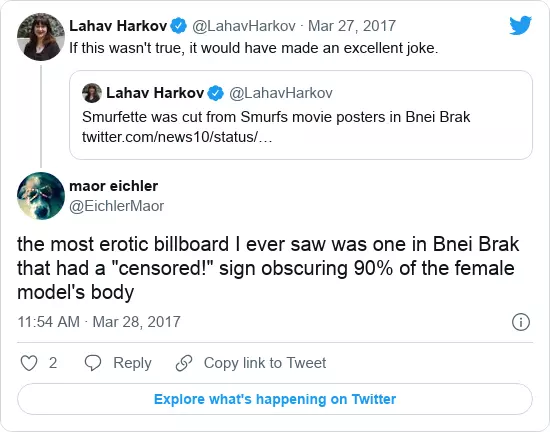 Lahav Harkov @LahavHarkov · Mar 27, 2017
If this wasn't true, it would have made an excellent joke.
Lahav Harkov @LahavHarkov
Smurfette was cut from Smurfs movie posters in Bnei Brak
twitter.com/news10/status/…
maor eichler
@EichlerMaor
the most erotic billboard I ever saw was one in Bnei Brak
that had a "censored!" sign obscuring 90% of the female
model's body
11:54 AM · Mar 28, 2017
2 Reply Copy link to Tweet
Explore what's happening on Twitter